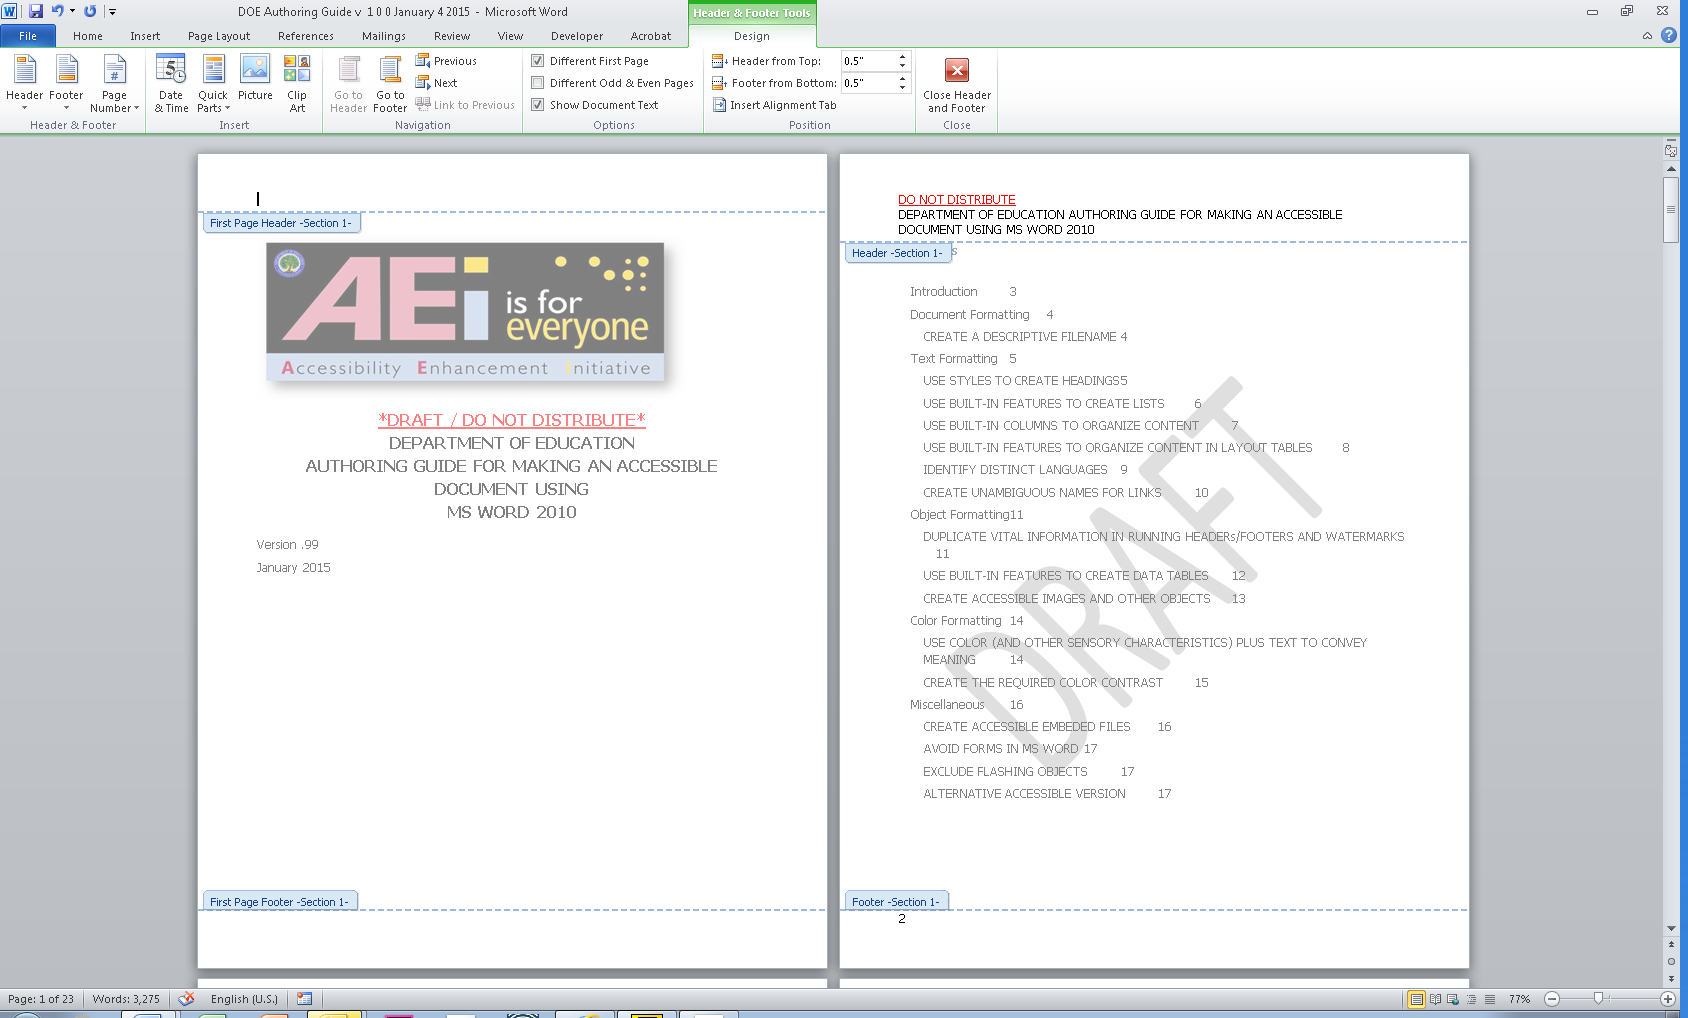 DOE Authoring Guide v 1 0 0 January 4 2015 - Microsoft Word
Header & Footer Tools
File Home Insert Page Layout References Mailings Review View Developer Acrobat Design
Header
Footer
Page Number
Header & Footer
Date & Time
Quick Parts
Picture
Clip Art
Insert
Go to Header
Go to Footer
Previous
Next
Link to Previous
Navigation
Different First Page
Different Odd & Even Pages
Show Document Text
Options
Header from Top: 0.5"
Footer from Bottom: 0.5"
Insert Alignment Tab
Position
Close Header and Footer
Close
First Page Header -Section 1-
AEi is for everyone
Accessibility Enhancement Initiative
*DRAFT / DO NOT DISTRIBUTE*
DEPARTMENT OF EDUCATION
AUTHORING GUIDE FOR MAKING AN ACCESSIBLE
DOCUMENT USING
MS WORD 2010
Version .99
January 2015
First Page Footer -Section 1-
DO NOT DISTRIBUTE
DEPARTMENT OF EDUCATION AUTHORING GUIDE FOR MAKING AN ACCESSIBLE
DOCUMENT USING MS WORD 2010
Header -Section 1- s
Introduction 3
Document Formatting 4
CREATE A DESCRIPTIVE FILENAME 4
Text Formatting 5
USE STYLES TO CREATE HEADINGS5
USE BUILT-IN FEATURES TO CREATE LISTS 6
USE BUILT-IN COLUMNS TO ORGANIZE CONTENT 7
USE BUILT-IN FEATURES TO ORGANIZE CONTENT IN LAYOUT TABLES 8
IDENTIFY DISTINCT LANGUAGES 9
CREATE UNAMBIGUOUS NAMES FOR LINKS 10
Object Formatting11
DUPLICATE VITAL INFORMATION IN RUNNING HEADERs/FOOTERS AND WATERMARKS
11
USE BUILT-IN FEATURES TO CREATE DATA TABLES 12
CREATE ACCESSIBLE IMAGES AND OTHER OBJECTS 13
Color Formatting 14
USE COLOR (AND OTHER SENSORY CHARACTERISTICS) PLUS TEXT TO CONVEY
MEANING 14
CREATE THE REQUIRED COLOR CONTRAST 15
Miscellaneous 16
CREATE ACCESSIBLE EMBEDED FILES 16
AVOID FORMS IN MS WORD 17
EXCLUDE FLASHING OBJECTS 17
ALTERNATIVE ACCESSIBLE VERSION 17
DRAFT
Footer -Section 1-
2
Page: 1 of 23 Words: 3,275 English (U.S.) 77%